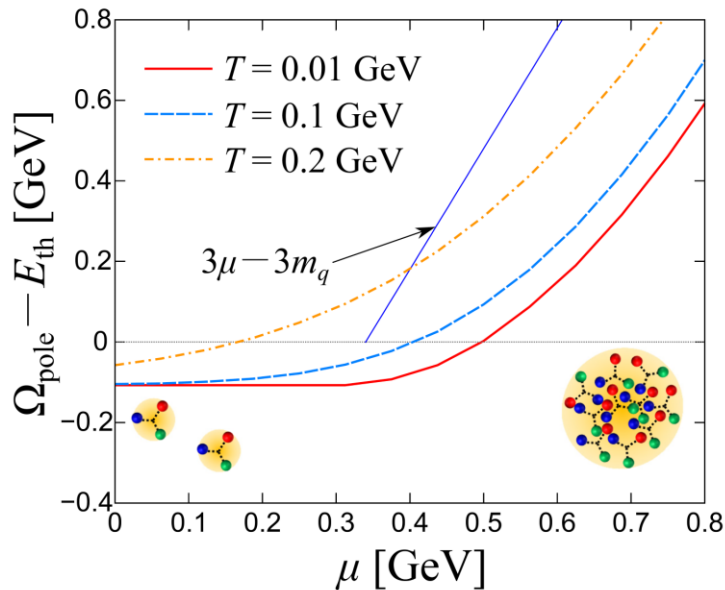 0.8
0.6
0.4
0.2
0
−0.2
−0.4
Ω_pole − E_th [GeV]
T = 0.01 GeV
T = 0.1 GeV
T = 0.2 GeV
3μ − 3m_q
0 0.1 0.2 0.3 0.4 0.5 0.6 0.7 0.8
μ [GeV]